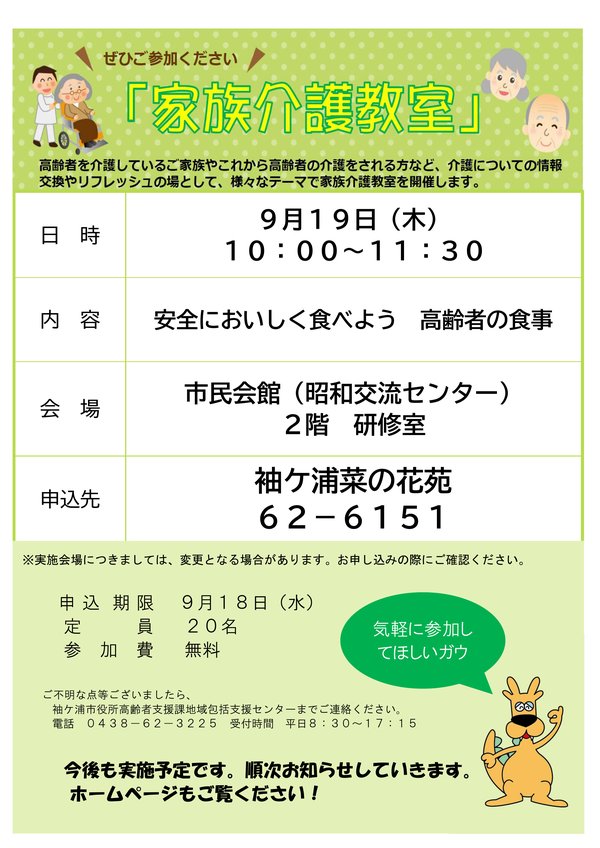 ぜひご参加ください
「家族介護教室」
高齢者を介護しているご家族やこれから高齢者の介護をされる方など、介護についての情報
交換やリフレッシュの場として、様々なテーマで家族介護教室を開催します。
日 時
９月１９日（木）
１０：００～１１：３０
内 容
安全においしく食べよう　高齢者の食事
会 場
市民会館（昭和交流センター）
２階　研修室
申込先
袖ケ浦菜の花苑
６２－６１５１
※実施会場につきましては、変更となる場合があります。お申し込みの際にご確認ください。
申込期限　９月１８日（水）
定員　２０名
参加費　無料
気軽に参加し
てほしいガウ
ご不明な点等ございましたら、
袖ケ浦市役所高齢者支援課地域包括支援センターまでご連絡ください。
電話　０４３８－６２－３２２５　受付時間　平日８：３０～１７：１５
今後も実施予定です。順次お知らせしていきます。
ホームページもご覧ください！